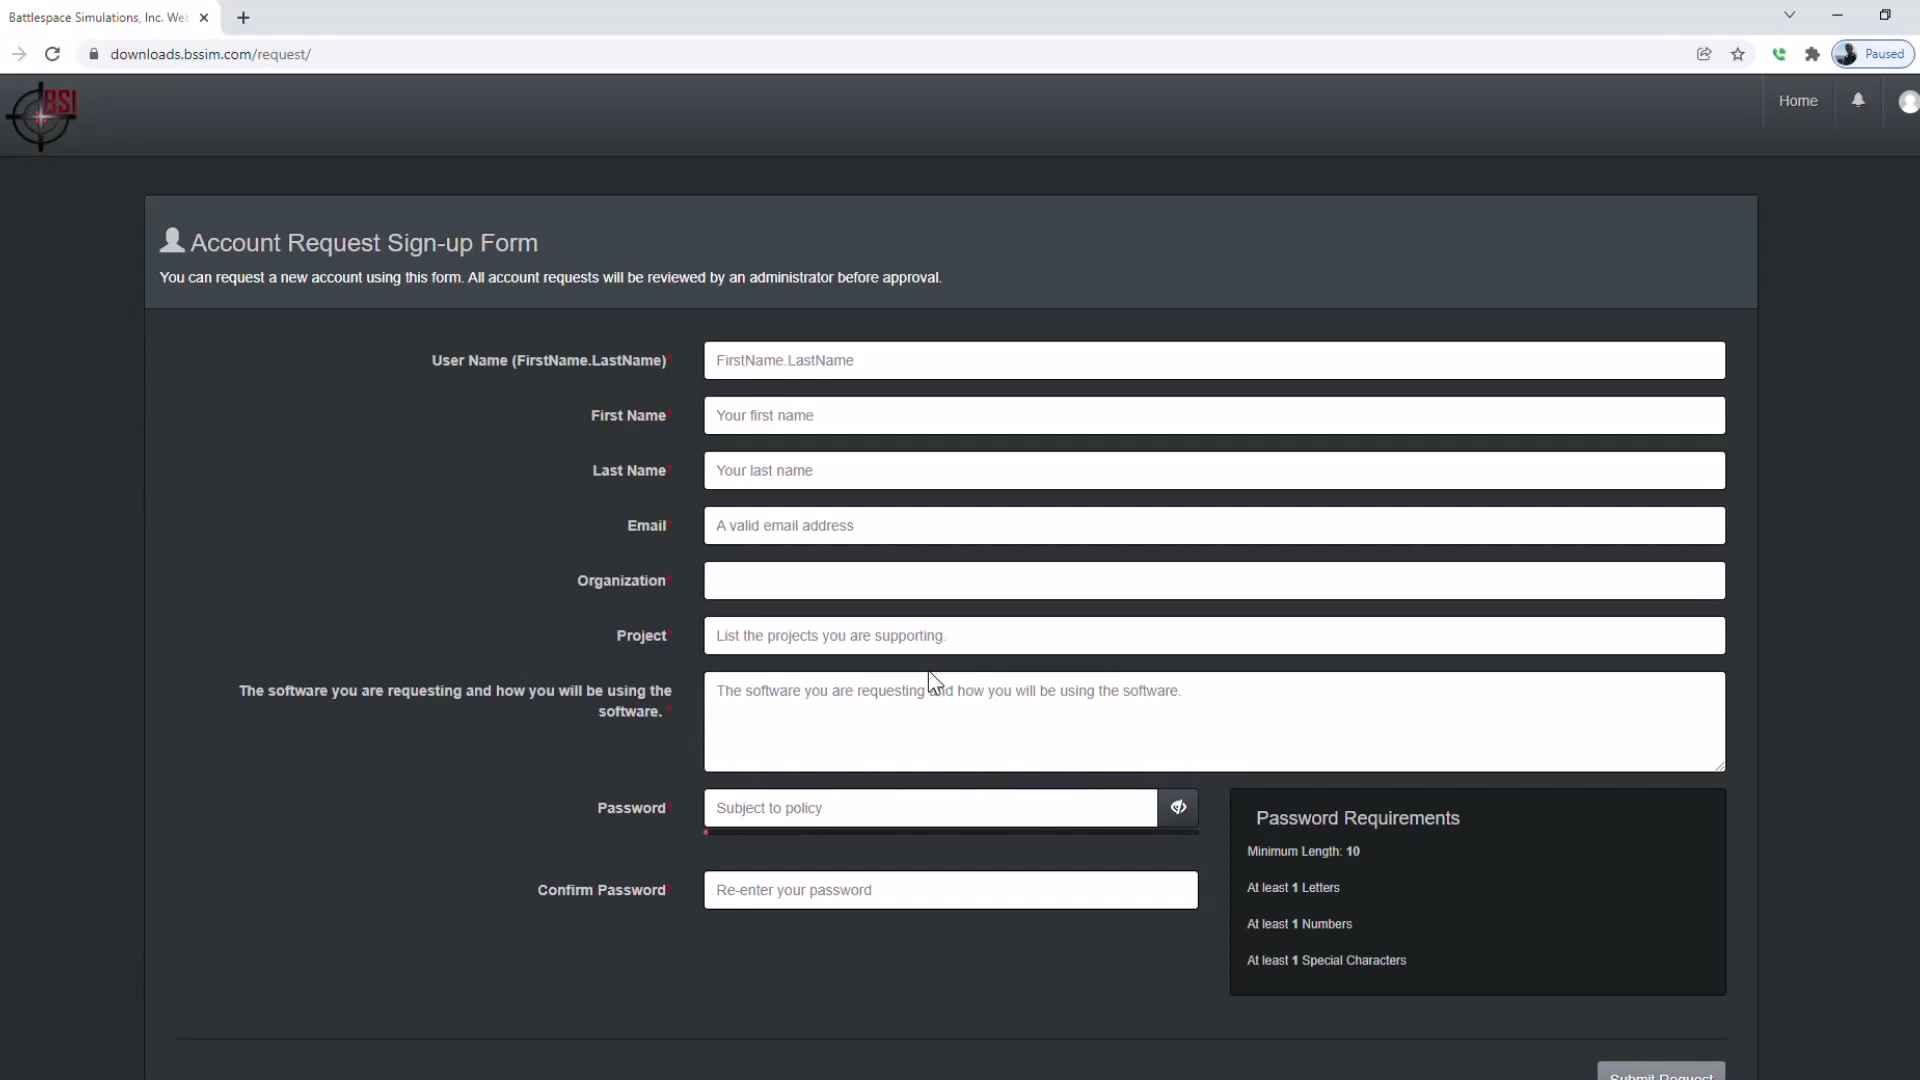 Battlespace Simulations, Inc. We
downloads.bssim.com/request/
Paused
BSI
Home
Account Request Sign-up Form
You can request a new account using this form. All account requests will be reviewed by an administrator before approval.
User Name (FirstName.LastName)*
FirstName.LastName
First Name*
Your first name
Last Name*
Your last name
Email*
A valid email address
Organization*
Project*
List the projects you are supporting.
The software you are requesting and how you will be using the
software. *
The software you are requesting and how you will be using the software.
Password*
Subject to policy
Confirm Password*
Re-enter your password
Password Requirements
Minimum Length: 10
At least 1 Letters
At least 1 Numbers
At least 1 Special Characters
Submit Request